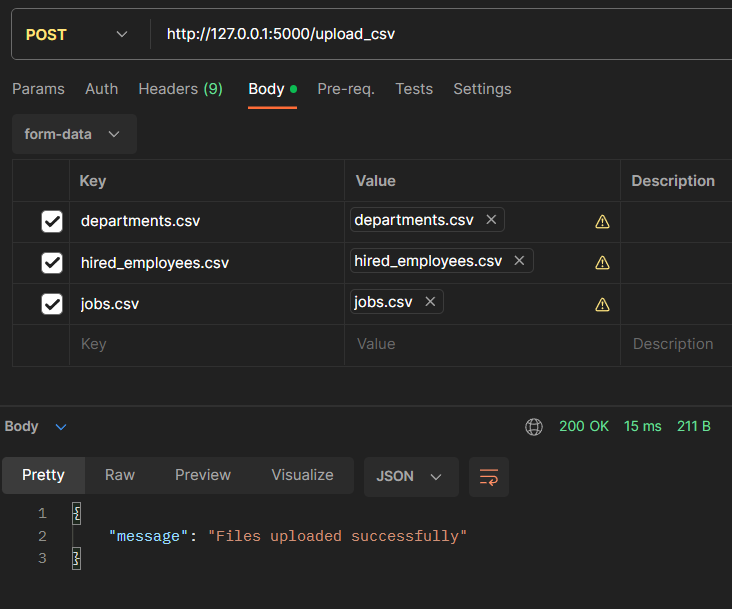 POST http://127.0.0.1:5000/upload_csv
Params Auth Headers (9) Body Pre-req. Tests Settings
form-data
Key Value Description
departments.csv departments.csv
hired_employees.csv hired_employees.csv
jobs.csv jobs.csv
Key Value Description
Body 200 OK 15 ms 211 B
Pretty Raw Preview Visualize JSON
1 {
2 "message": "Files uploaded successfully"
3 }